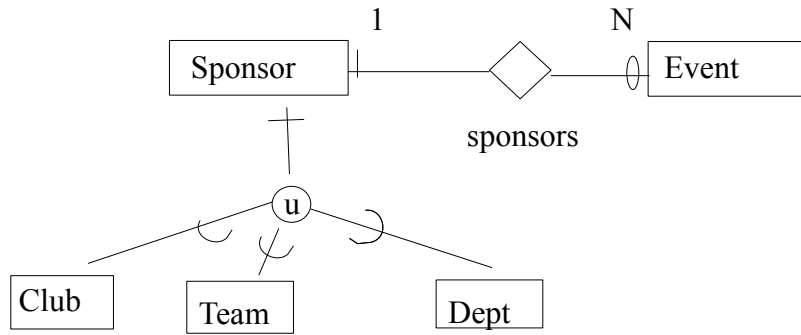 1
N
Sponsor
Event
sponsors
u
Club
Team
Dept